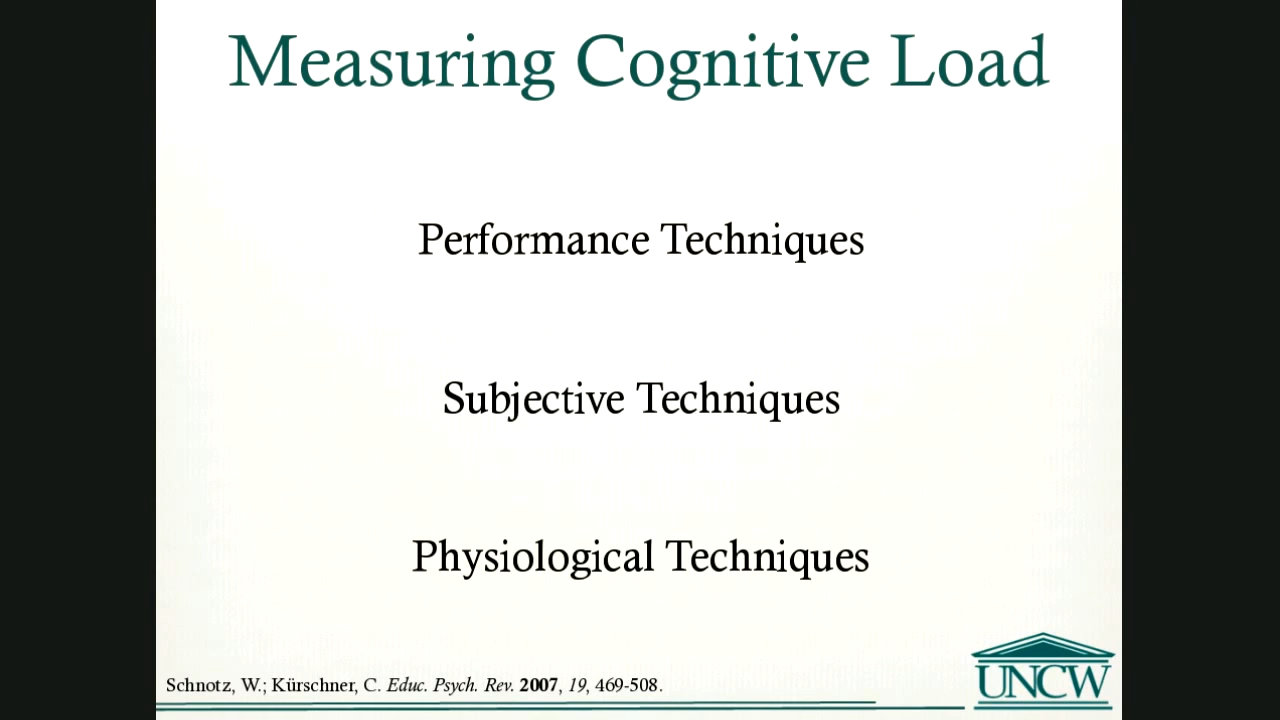 Measuring Cognitive Load
Performance Techniques
Subjective Techniques
Physiological Techniques
Schnotz, W.; Kürschner, C. Educ. Psych. Rev. 2007, 19, 469-508.
UNCW